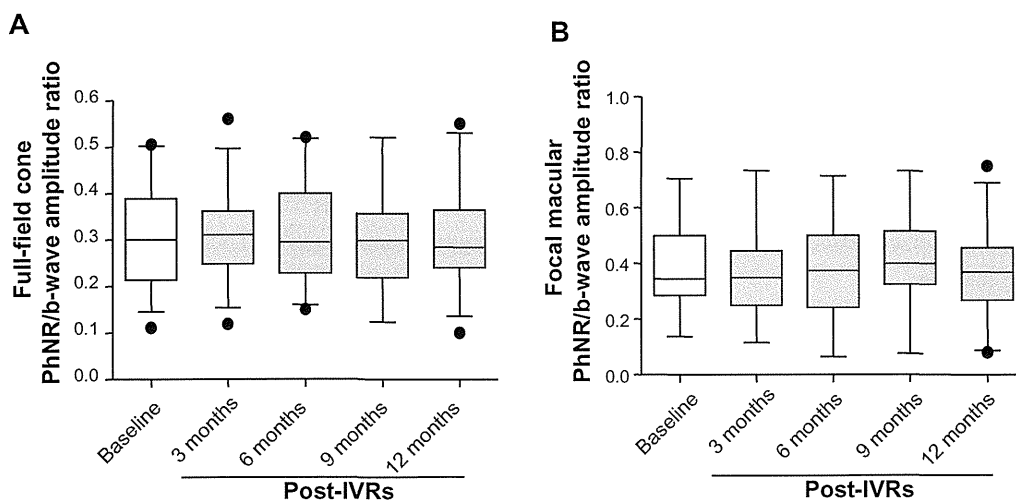 A
Full-field cone
PhNR/b-wave amplitude ratio
0.6
0.5
0.4
0.3
0.2
0.1
0.0
Baseline
3 months
6 months
9 months
12 months
Post-IVRs
B
Focal macular
PhNR/b-wave amplitude ratio
1.0
0.8
0.6
0.4
0.2
0.0
Baseline
3 months
6 months
9 months
12 months
Post-IVRs